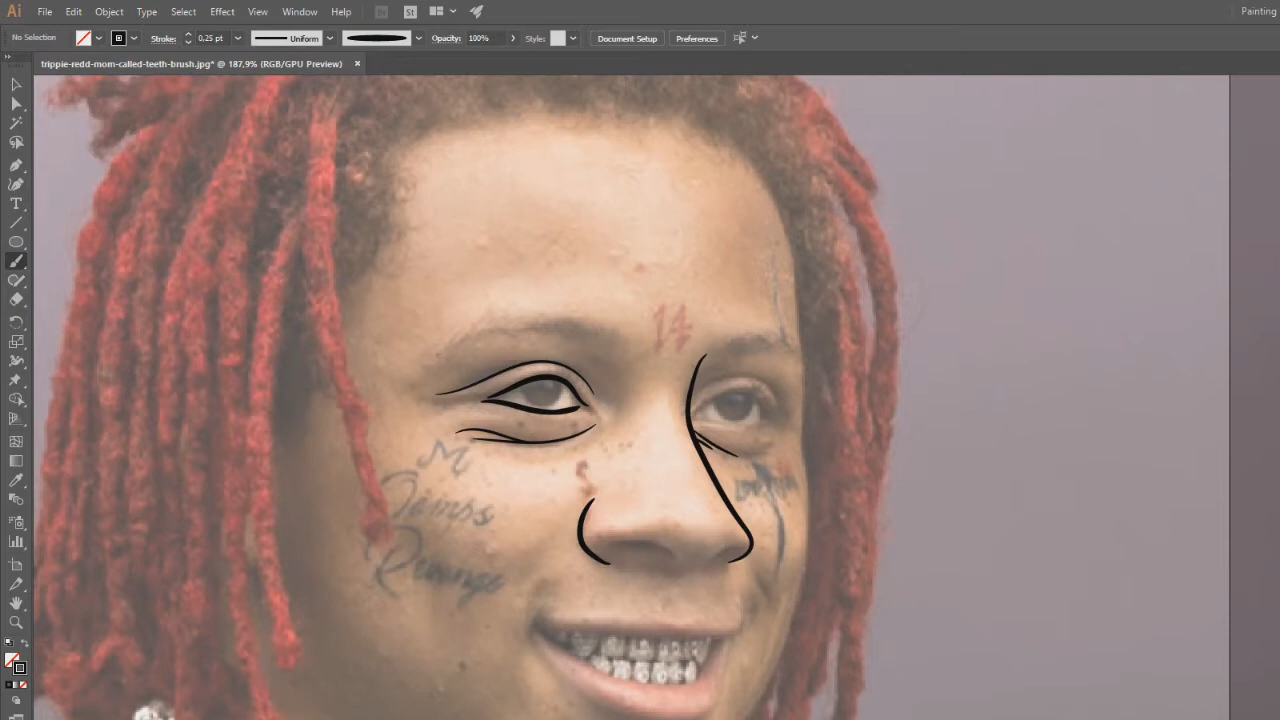 Ai File Edit Object Type Select Effect View Window Help Br St Painting
No Selection Stroke: 0,25 pt Uniform Opacity: 100% Style: Document Setup Preferences
trippie-redd-mom-called-teeth-brush.jpg* @ 187,9% (RGB/GPU Preview) ×
14